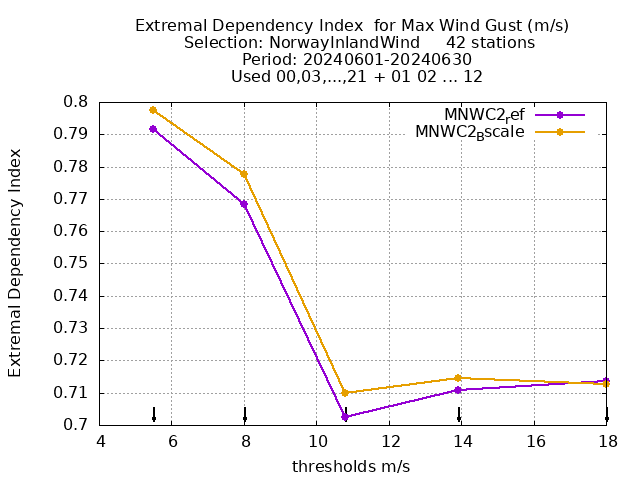 Extremal Dependency Index  for Max Wind Gust (m/s)
Selection: NorwayInlandWind     42 stations
Period: 20240601-20240630
Used 00,03,...,21 + 01 02 ... 12
MNWC2_ref
MNWC2_Bscale
Extremal Dependency Index
0.8
0.79
0.78
0.77
0.76
0.75
0.74
0.73
0.72
0.71
0.7
4 6 8 10 12 14 16 18
thresholds m/s